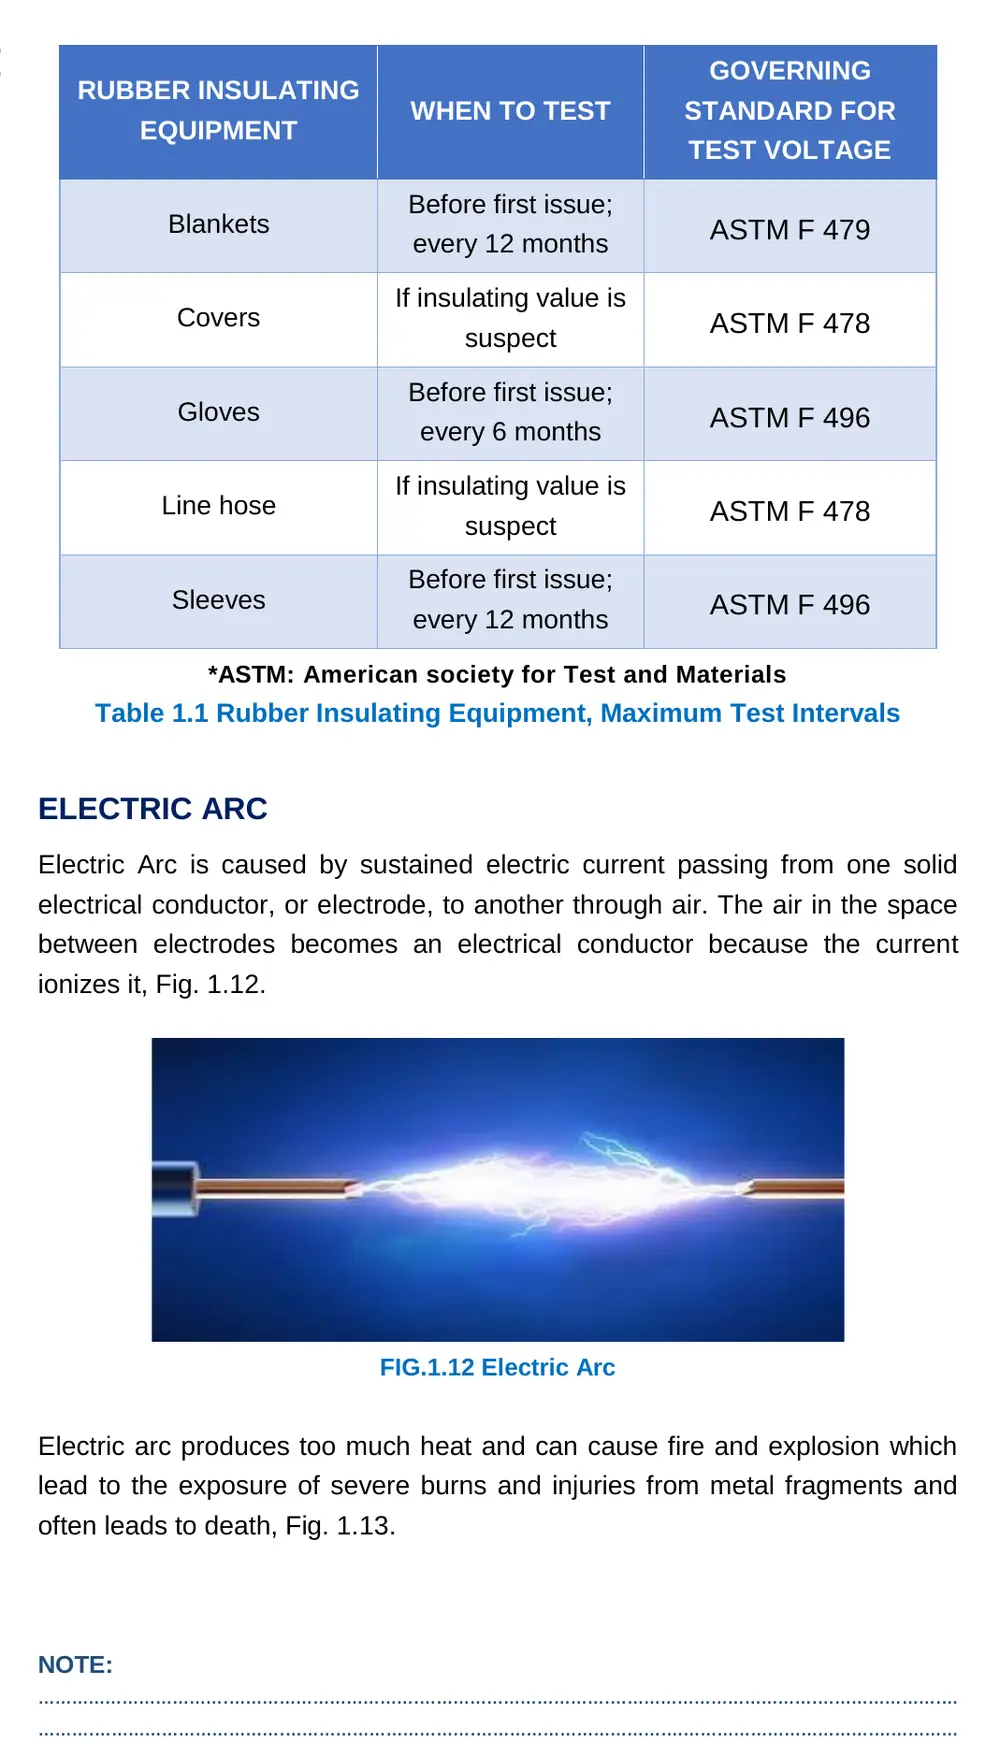 RUBBER INSULATING
EQUIPMENT
WHEN TO TEST
GOVERNING
STANDARD FOR
TEST VOLTAGE
Blankets
Before first issue;
every 12 months
ASTM F 479
Covers
If insulating value is
suspect
ASTM F 478
Gloves
Before first issue;
every 6 months
ASTM F 496
Line hose
If insulating value is
suspect
ASTM F 478
Sleeves
Before first issue;
every 12 months
ASTM F 496
*ASTM: American society for Test and Materials
Table 1.1 Rubber Insulating Equipment, Maximum Test Intervals
ELECTRIC ARC
Electric Arc is caused by sustained electric current passing from one solid
electrical conductor, or electrode, to another through air. The air in the space
between electrodes becomes an electrical conductor because the current
ionizes it, Fig. 1.12.
FIG.1.12 Electric Arc
Electric arc produces too much heat and can cause fire and explosion which
lead to the exposure of severe burns and injuries from metal fragments and
often leads to death, Fig. 1.13.
NOTE: